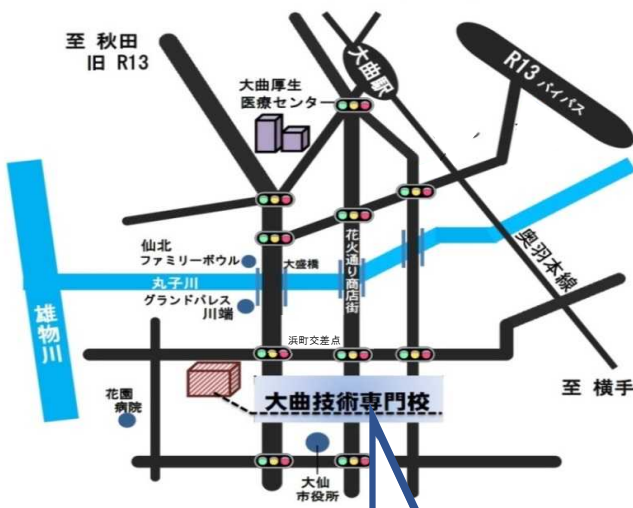 至 秋田
旧 R13
大曲厚生
医療センター
大曲駅
R13 バイパス
仙北
ファミリーボウル
大盛橋
花火通り商店街
奥羽本線
丸子川
グランドパレス
川端
雄物川
浜町交差点
至 横手
花園
病院
大曲技術専門校
大仙
市役所